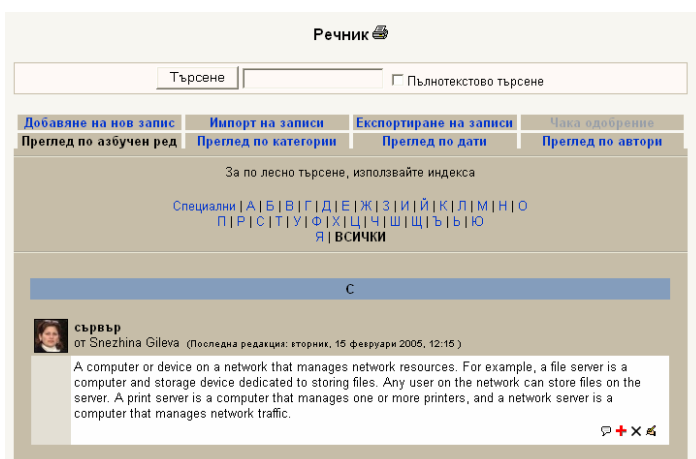 Речник
Търсене Пълнотекстово търсене
Добавяне на нов запис Импорт на записи Експортиране на записи Чака одобрение
Преглед по азбучен ред Преглед по категории Преглед по дати Преглед по автори
За по лесно търсене, използвайте индекса
Специални | А | Б | В | Г | Д | Е | Ж | З | И | Й | К | Л | М | Н | О
П | Р | С | Т | У | Ф | Х | Ц | Ч | Ш | Щ | Ъ | Ь | Ю
Я | ВСИЧКИ
С
сървър
от Snezhina Gileva (Последна редакция: вторник, 15 февруари 2005, 12:15 )
A computer or device on a network that manages network resources. For example, a file server is a
computer and storage device dedicated to storing files. Any user on the network can store files on the
server. A print server is a computer that manages one or more printers, and a network server is a
computer that manages network traffic.